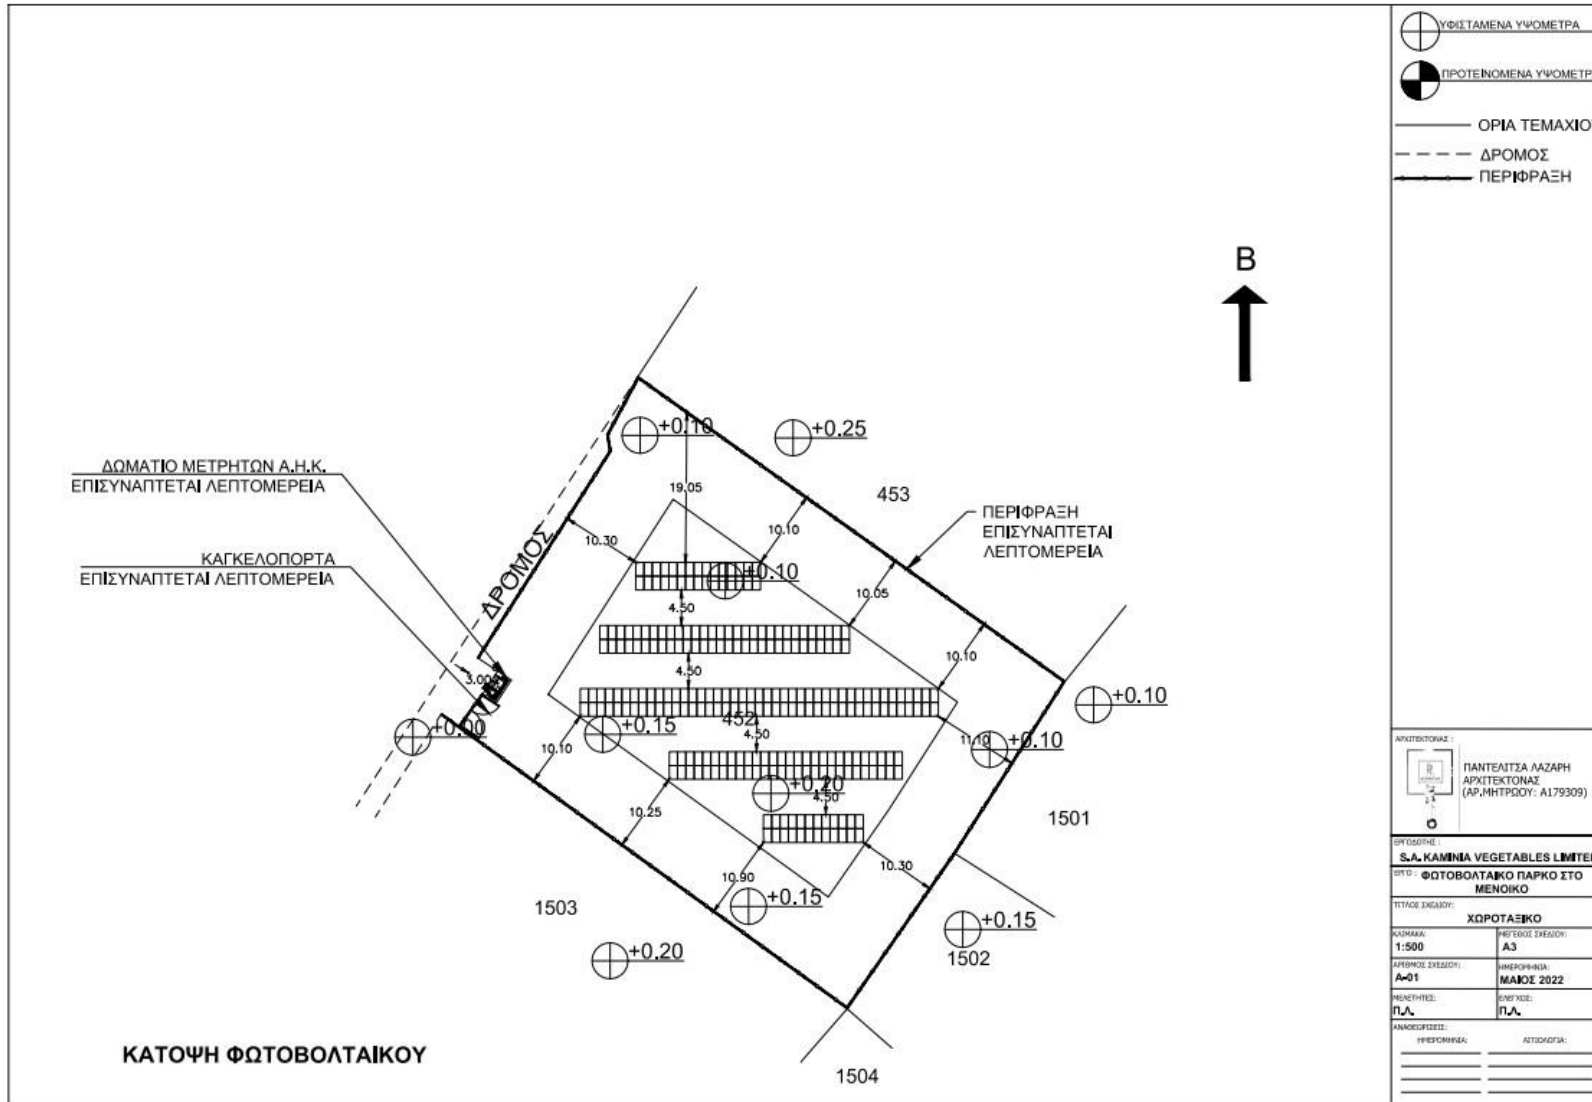 ΥΦΙΣΤΑΜΕΝΑ ΥΨΟΜΕΤΡΑ
ΠΡΟΤΕΙΝΟΜΕΝΑ ΥΨΟΜΕΤΡ
ΟΡΙΑ ΤΕΜΑΧΙΟΥ
ΔΡΟΜΟΣ
ΠΕΡΙΦΡΑΞΗ
Β
+0.10
+0.25
ΔΩΜΑΤΙΟ ΜΕΤΡΗΤΩΝ Α.Η.Κ.
ΕΠΙΣΥΝΑΠΤΕΤΑΙ ΛΕΠΤΟΜΕΡΕΙΑ
19.05
453
ΠΕΡΙΦΡΑΞΗ
ΕΠΙΣΥΝΑΠΤΕΤΑΙ
ΛΕΠΤΟΜΕΡΕΙΑ
10.30
10.10
ΚΑΓΚΕΛΟΠΟΡΤΑ
ΕΠΙΣΥΝΑΠΤΕΤΑΙ ΛΕΠΤΟΜΕΡΕΙΑ
ΔΡΟΜΟΣ
+0.10
10.05
4.50
10.10
4.50
3.00
+0.10
+0.00
+0.15
452
4.50
10.10
11.10
+0.10
+0.20
4.50
10.25
1501
10.30
10.90
+0.15
1503
+0.15
1502
+0.20
1504
ΚΑΤΟΨΗ ΦΩΤΟΒΟΛΤΑΙΚΟΥ
ΑΡΧΙΤΕΚΤΟΝΑΣ :
ΠΑΝΤΕΛΙΤΣΑ ΛΑΖΑΡΗ
ΑΡΧΙΤΕΚΤΟΝΑΣ
(ΑΡ.ΜΗΤΡΩΟΥ: Α179309)
ΕΡΓΟΔΟΤΗΣ :
S.A. KAMINIA VEGETABLES LIMITE
ΕΡΓΟ : ΦΩΤΟΒΟΛΤΑΙΚΟ ΠΑΡΚΟ ΣΤΟ
ΜΕΝΟΙΚΟ
ΤΙΤΛΟΣ ΣΧΕΔΙΟΥ:
ΧΩΡΟΤΑΞΙΚΟ
ΚΛΙΜΑΚΑ: ΜΕΓΕΘΟΣ ΣΧΕΔΙΟΥ:
1:500 Α3
ΑΡΙΘΜΟΣ ΣΧΕΔΙΟΥ: ΗΜΕΡΟΜΗΝΙΑ:
Α-01 ΜΑΙΟΣ 2022
ΜΕΛΕΤΗΤΕΣ: ΕΛΕΓΧΟΣ:
Π.Λ. Π.Λ.
ΑΝΑΘΕΩΡΗΣΕΙΣ:
ΗΜΕΡΟΜΗΝΙΑ: ΑΙΤΙΟΛΟΓΙΑ: